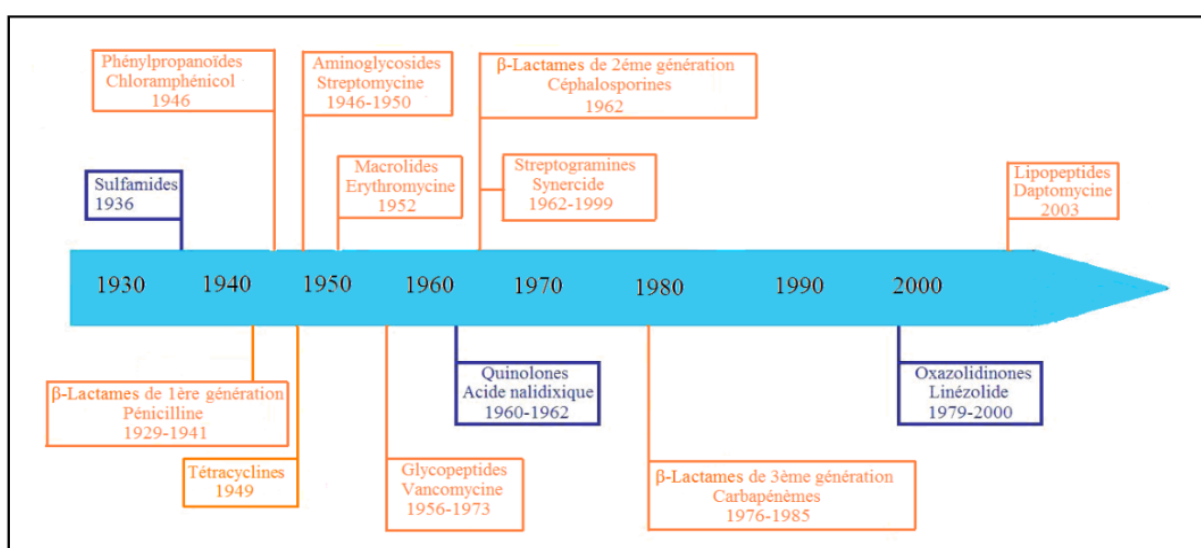 Phénylpropanoïdes
Chloramphénicol
1946
Aminoglycosides
Streptomycine
1946-1950
β-Lactames de 2éme génération
Céphalosporines
1962
Sulfamides
1936
Macrolides
Erythromycine
1952
Streptogramines
Synercide
1962-1999
Lipopeptides
Daptomycine
2003
1930 1940 1950 1960 1970 1980 1990 2000
β-Lactames de 1ère génération
Pénicilline
1929-1941
Quinolones
Acide nalidixique
1960-1962
Oxazolidinones
Linézolide
1979-2000
Tétracyclines
1949
Glycopeptides
Vancomycine
1956-1973
β-Lactames de 3ème génération
Carbapénèmes
1976-1985